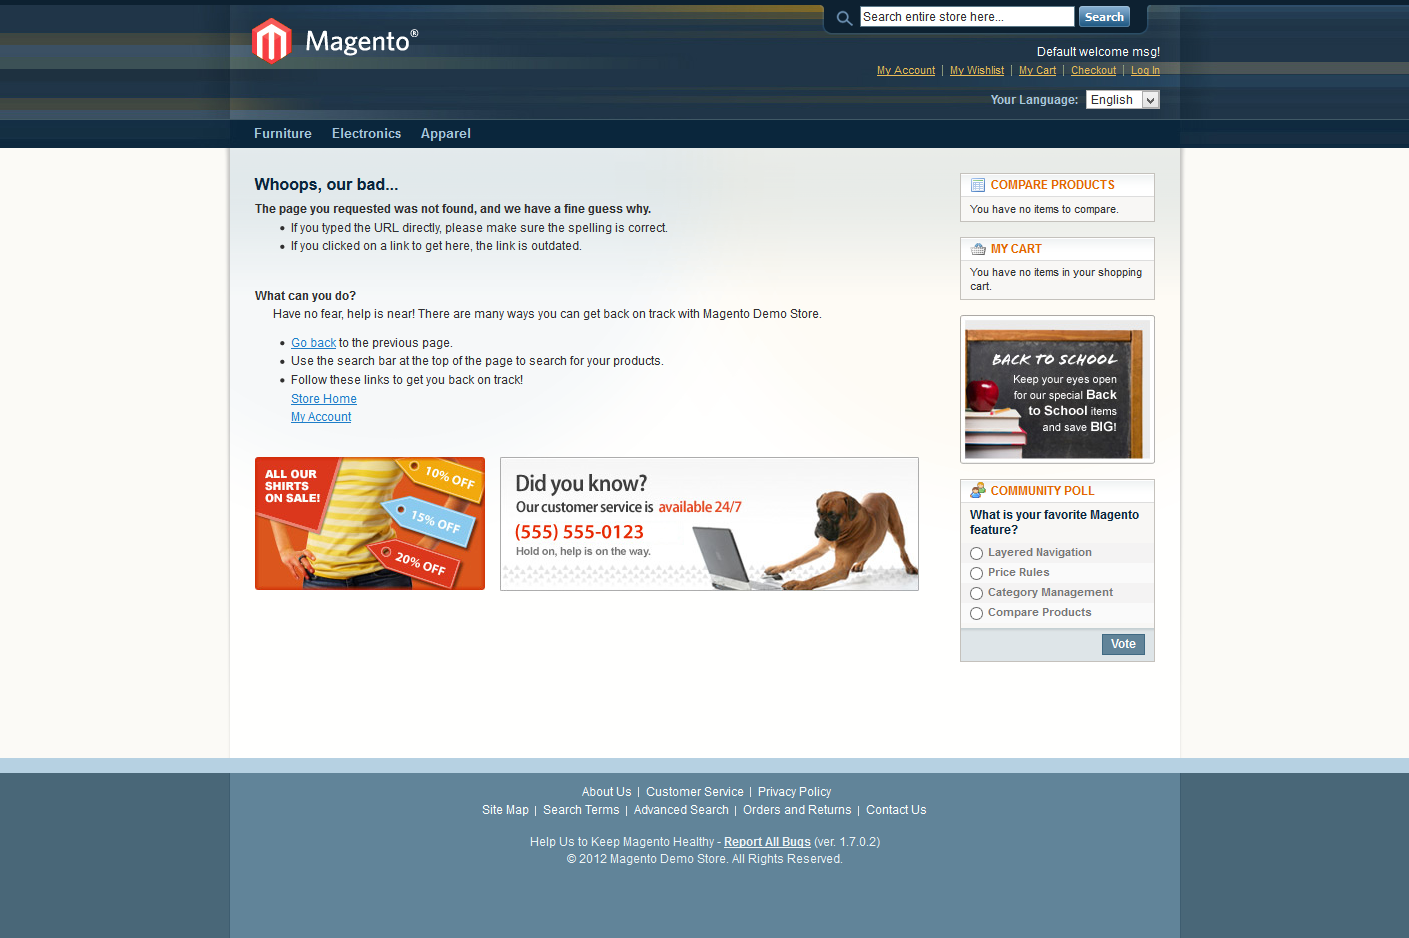 Magento®
Search entire store here...
Search
Default welcome msg!
My Account | My Wishlist | My Cart | Checkout | Log In
Your Language: English
Furniture Electronics Apparel
Whoops, our bad...
The page you requested was not found, and we have a fine guess why.
• If you typed the URL directly, please make sure the spelling is correct.
• If you clicked on a link to get here, the link is outdated.
What can you do?
Have no fear, help is near! There are many ways you can get back on track with Magento Demo Store.
• Go back to the previous page.
• Use the search bar at the top of the page to search for your products.
• Follow these links to get you back on track!
Store Home
My Account
ALL OUR
SHIRTS
ON SALE!
10% OFF
15% OFF
20% OFF
Did you know?
Our customer service is available 24/7
(555) 555-0123
Hold on, help is on the way.
COMPARE PRODUCTS
You have no items to compare.
MY CART
You have no items in your shopping
cart.
BACK TO SCHOOL
Keep your eyes open
for our special Back
to School items
and save BIG!
COMMUNITY POLL
What is your favorite Magento
feature?
Layered Navigation
Price Rules
Category Management
Compare Products
Vote
About Us | Customer Service | Privacy Policy
Site Map | Search Terms | Advanced Search | Orders and Returns | Contact Us
Help Us to Keep Magento Healthy - Report All Bugs (ver. 1.7.0.2)
© 2012 Magento Demo Store. All Rights Reserved.